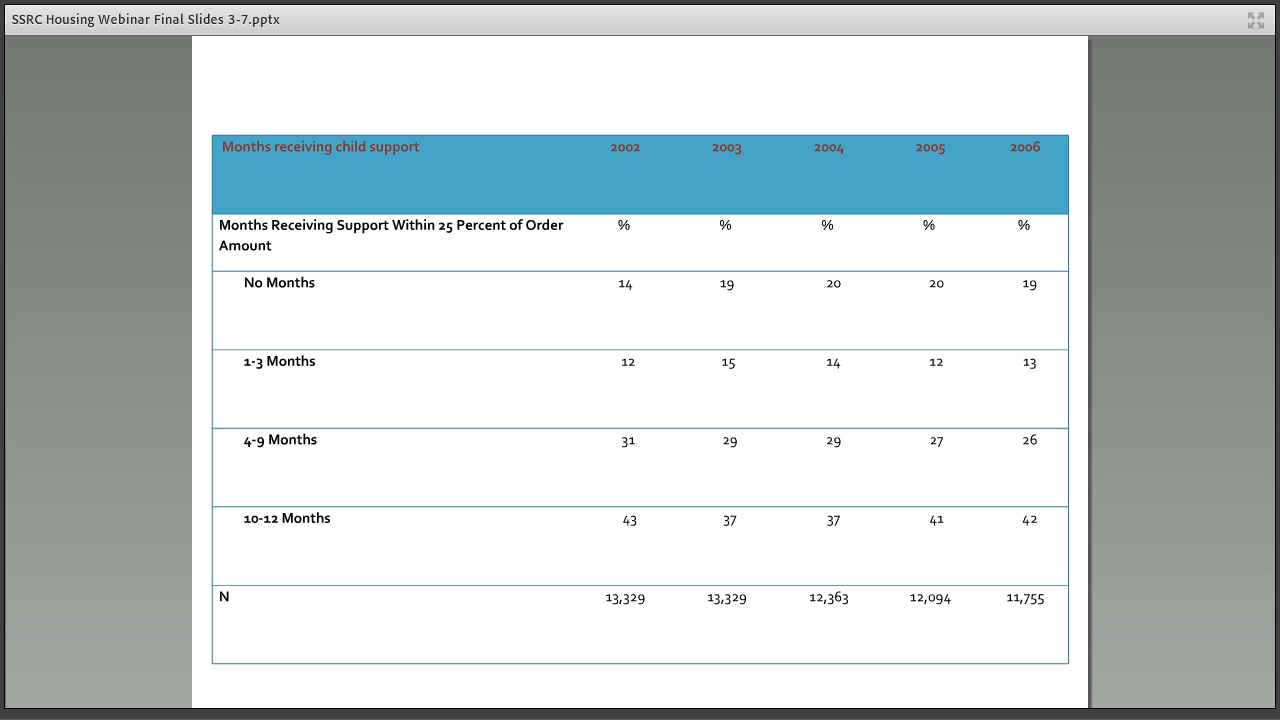 SSRC Housing Webinar Final Slides 3-7.pptx
Months receiving child support 2002 2003 2004 2005 2006
Months Receiving Support Within 25 Percent of Order % % % % %
Amount
No Months 14 19 20 20 19
1-3 Months 12 15 14 12 13
4-9 Months 31 29 29 27 26
10-12 Months 43 37 37 41 42
N 13,329 13,329 12,363 12,094 11,755